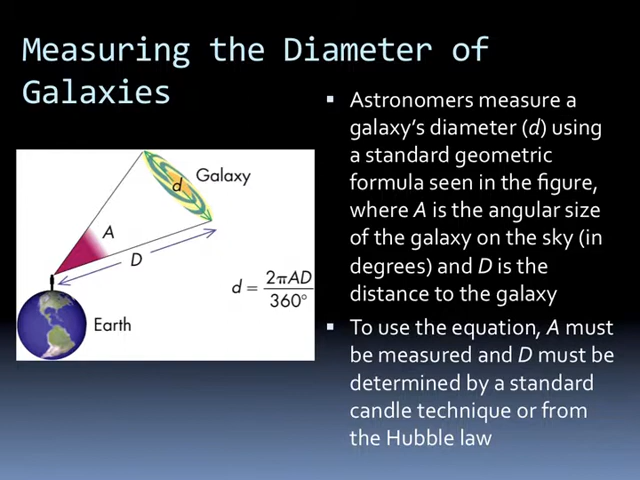 Measuring the Diameter of
Galaxies
Galaxy
d
A
D
d = 2πAD/360°
Earth
▪ Astronomers measure a
galaxy’s diameter (d) using
a standard geometric
formula seen in the figure,
where A is the angular size
of the galaxy on the sky (in
degrees) and D is the
distance to the galaxy
▪ To use the equation, A must
be measured and D must be
determined by a standard
candle technique or from
the Hubble law